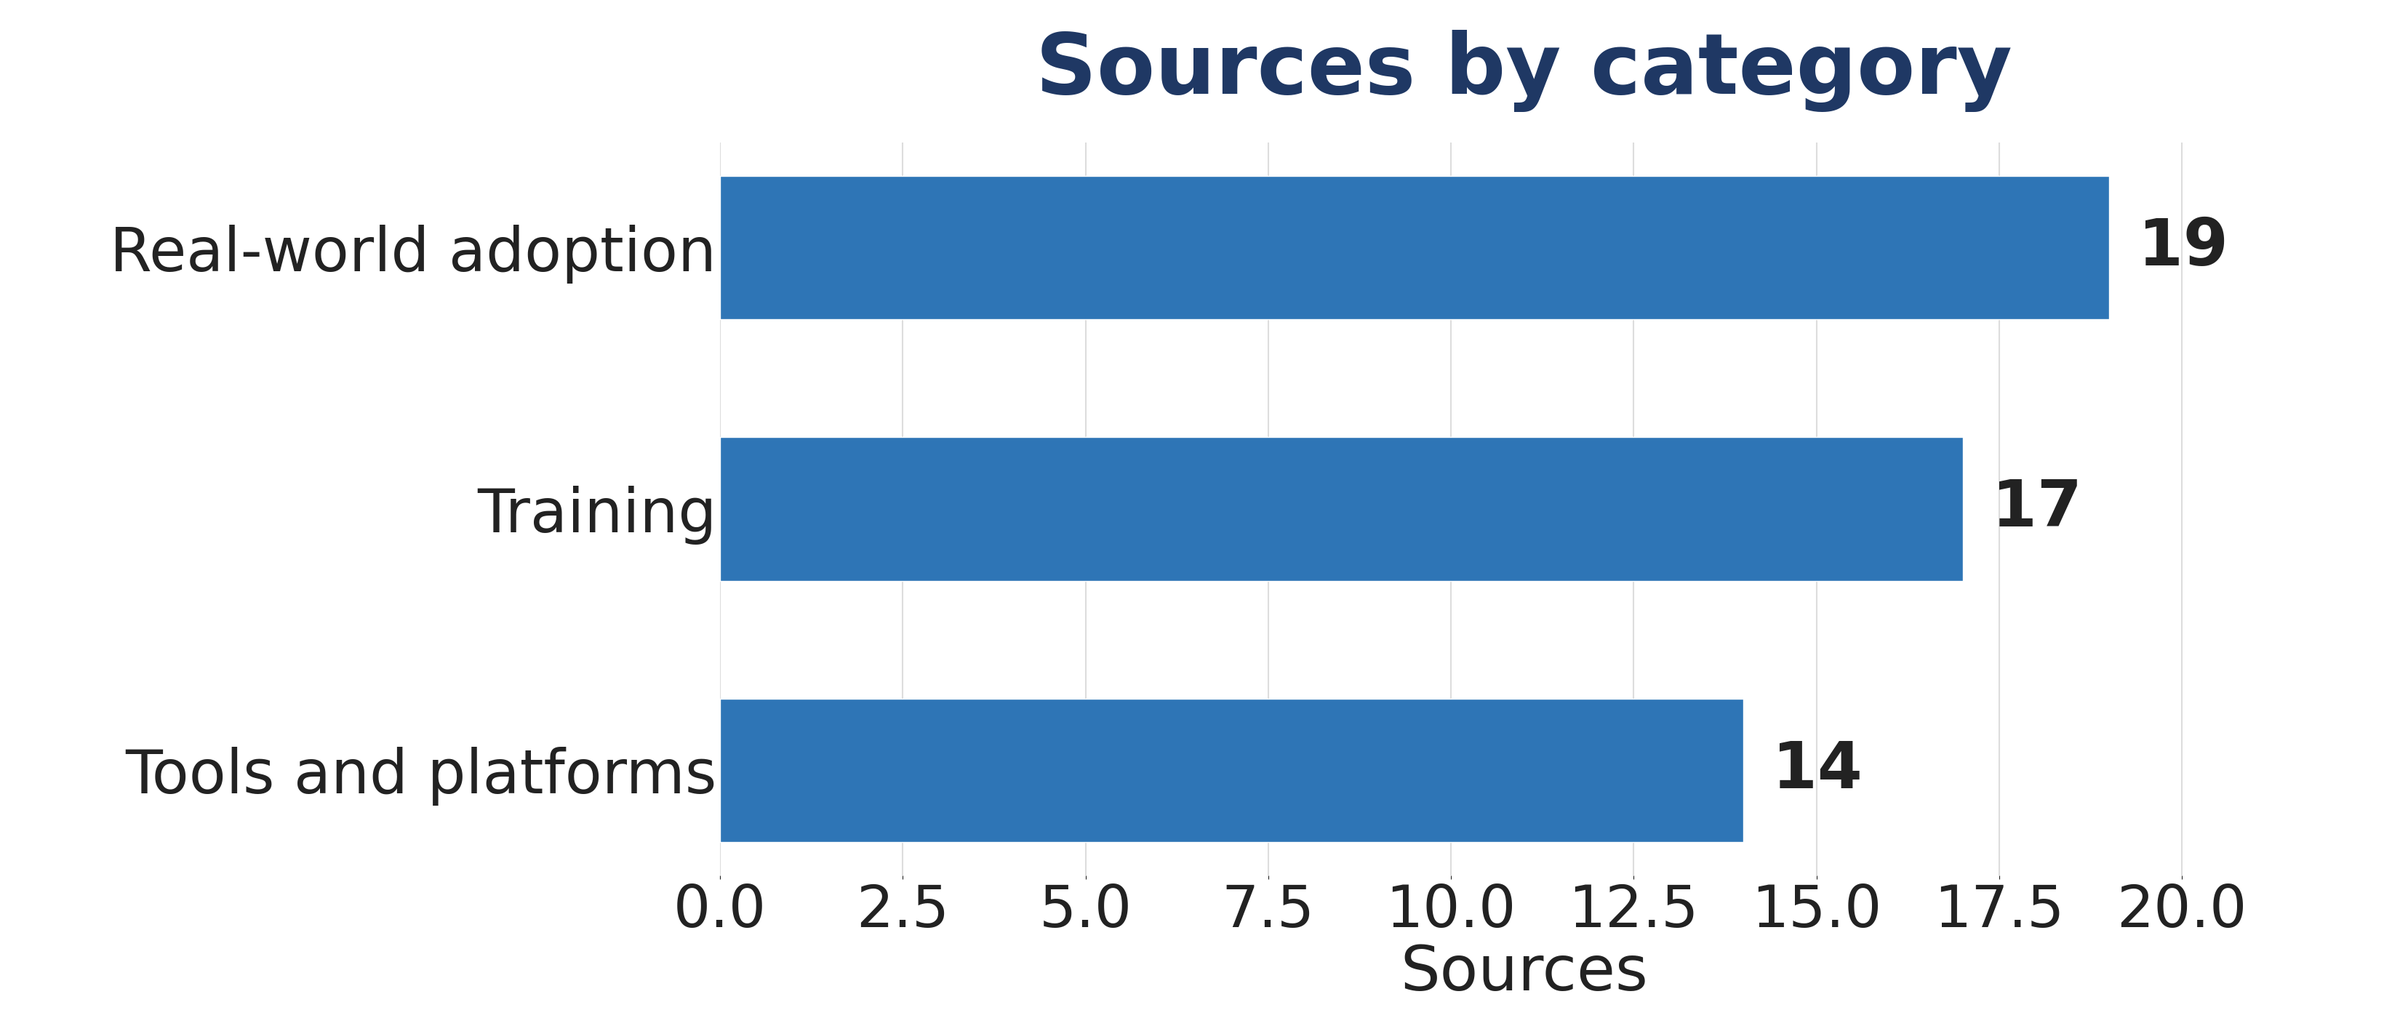 Sources by category
Real-world adoption
19
Training
17
Tools and platforms
14
0.0 2.5 5.0 7.5 10.0 12.5 15.0 17.5 20.0
Sources